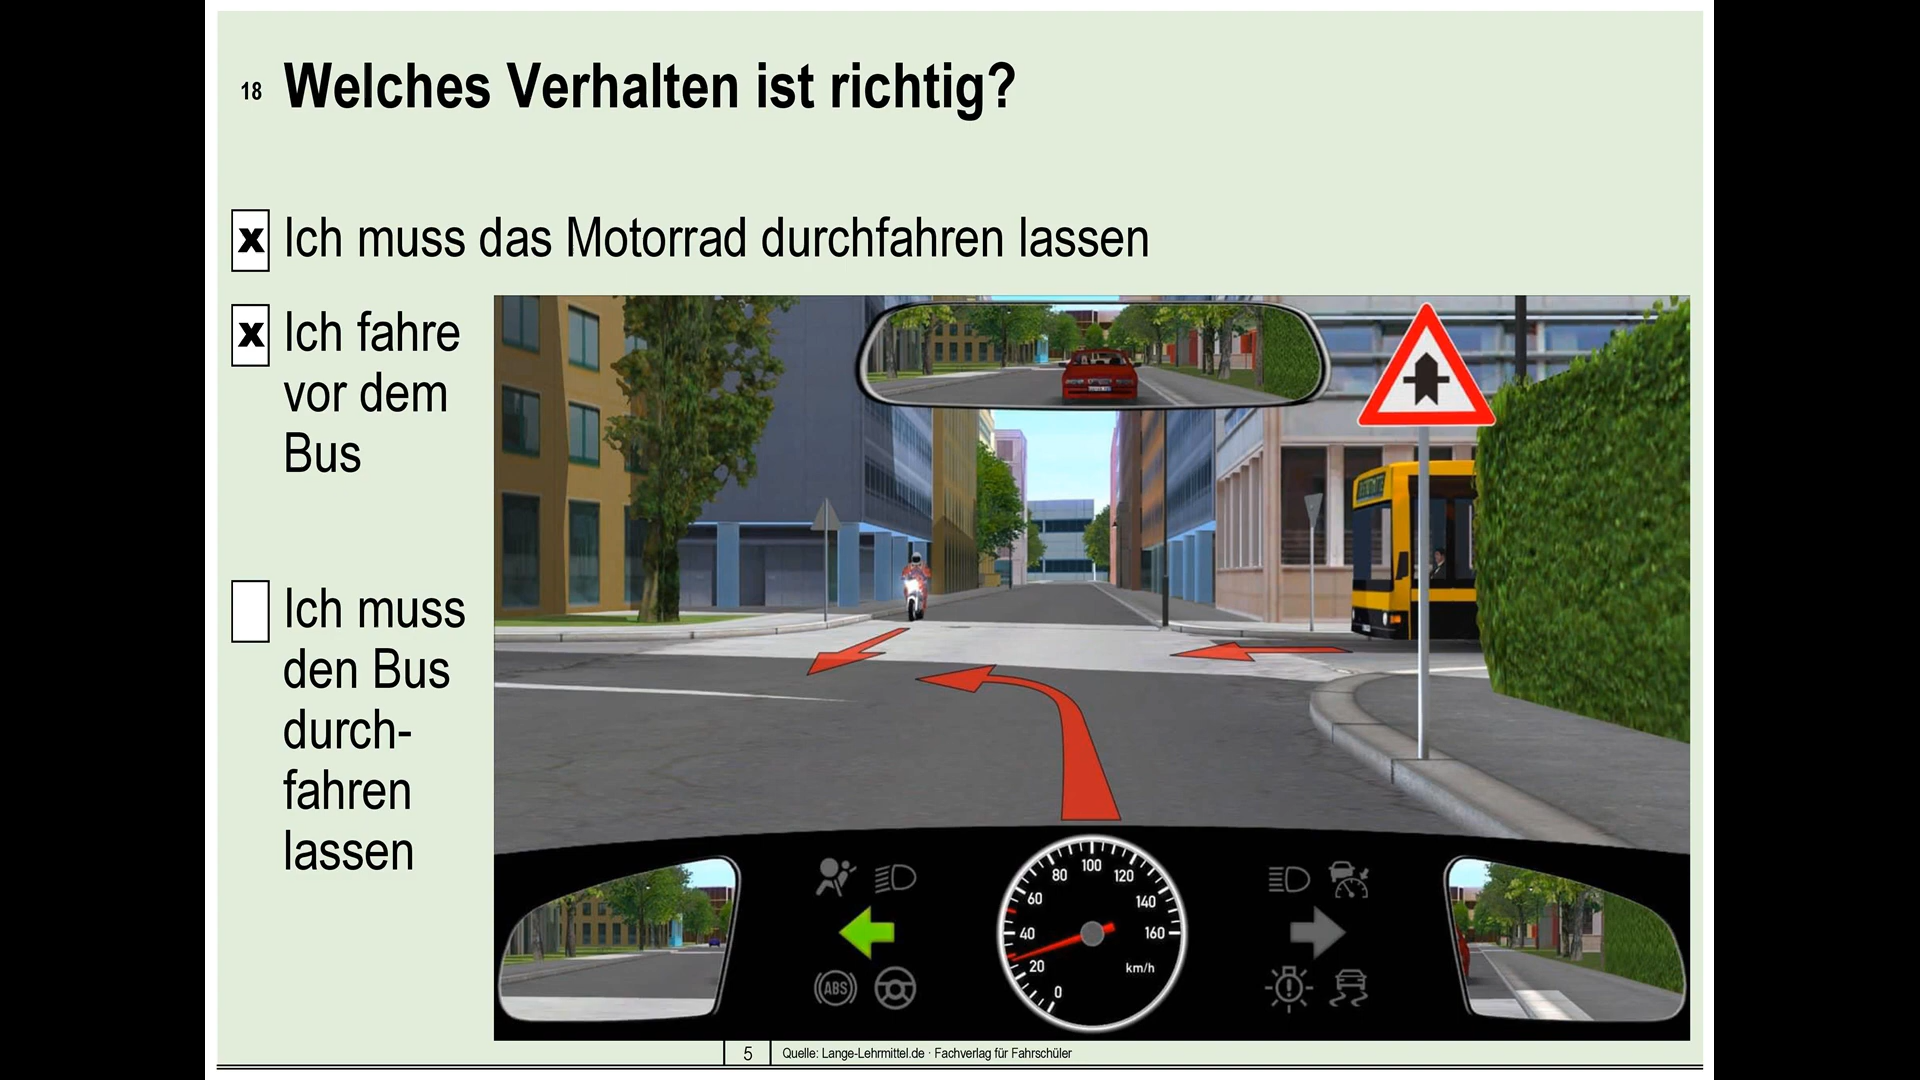 18 Welches Verhalten ist richtig?
x Ich muss das Motorrad durchfahren lassen
x Ich fahre
vor dem
Bus
Ich muss
den Bus
durch-
fahren
lassen
0
20
40
60
80
100
120
140
160
km/h
ABS
5 Quelle: Lange-Lehrmittel.de · Fachverlag für Fahrschüler